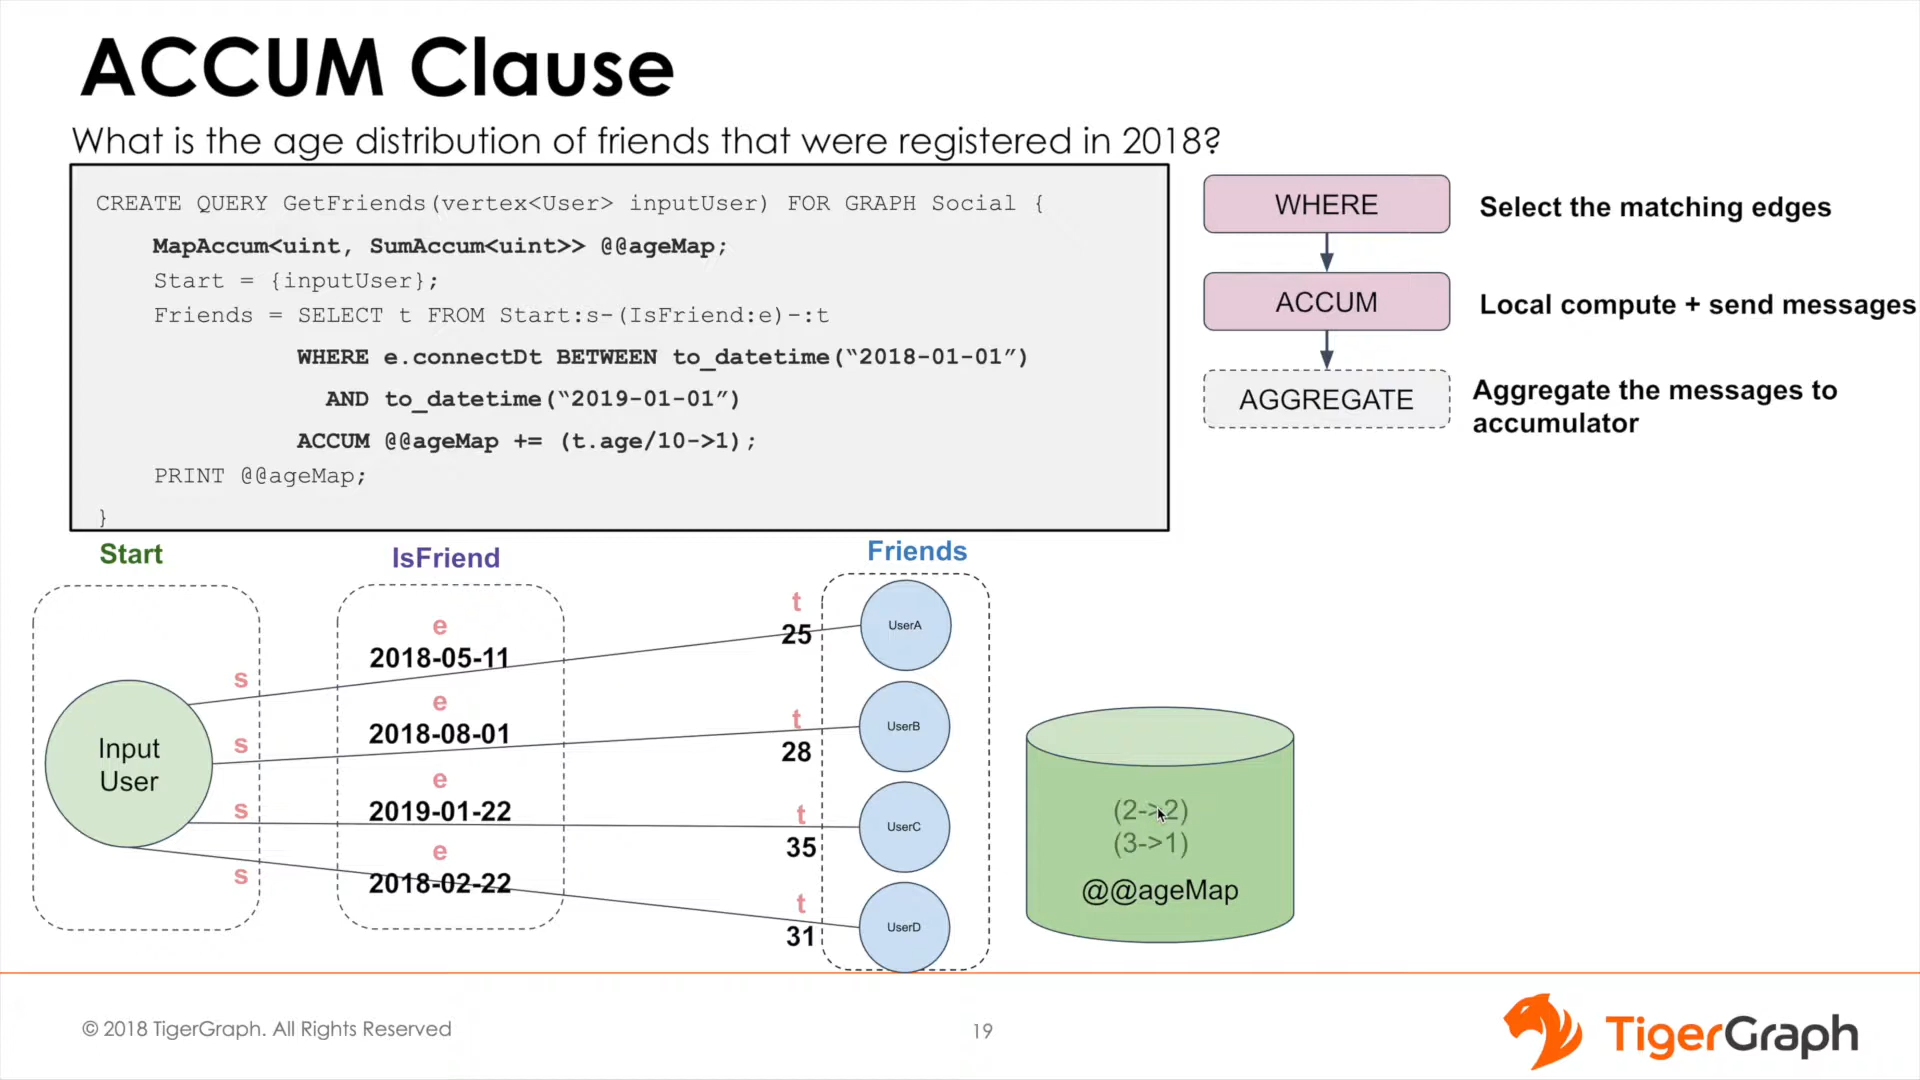 ACCUM Clause
What is the age distribution of friends that were registered in 2018?
CREATE QUERY GetFriends(vertex<User> inputUser) FOR GRAPH Social {
MapAccum<uint, SumAccum<uint>> @@ageMap;
Start = {inputUser};
Friends = SELECT t FROM Start:s-(IsFriend:e)-:t
WHERE e.connectDt BETWEEN to_datetime(“2018-01-01”)
AND to_datetime(“2019-01-01”)
ACCUM @@ageMap += (t.age/10->1);
PRINT @@ageMap;
}
WHERE
Select the matching edges
ACCUM
Local compute + send messages
AGGREGATE
Aggregate the messages to
accumulator
Start
IsFriend
Friends
Input
User
s
s
s
s
e
2018-05-11
e
2018-08-01
e
2019-01-22
e
2018-02-22
t
25
t
28
t
35
t
31
UserA
UserB
UserC
UserD
(2->2)
(3->1)
@@ageMap
© 2018 TigerGraph. All Rights Reserved
19
TigerGraph